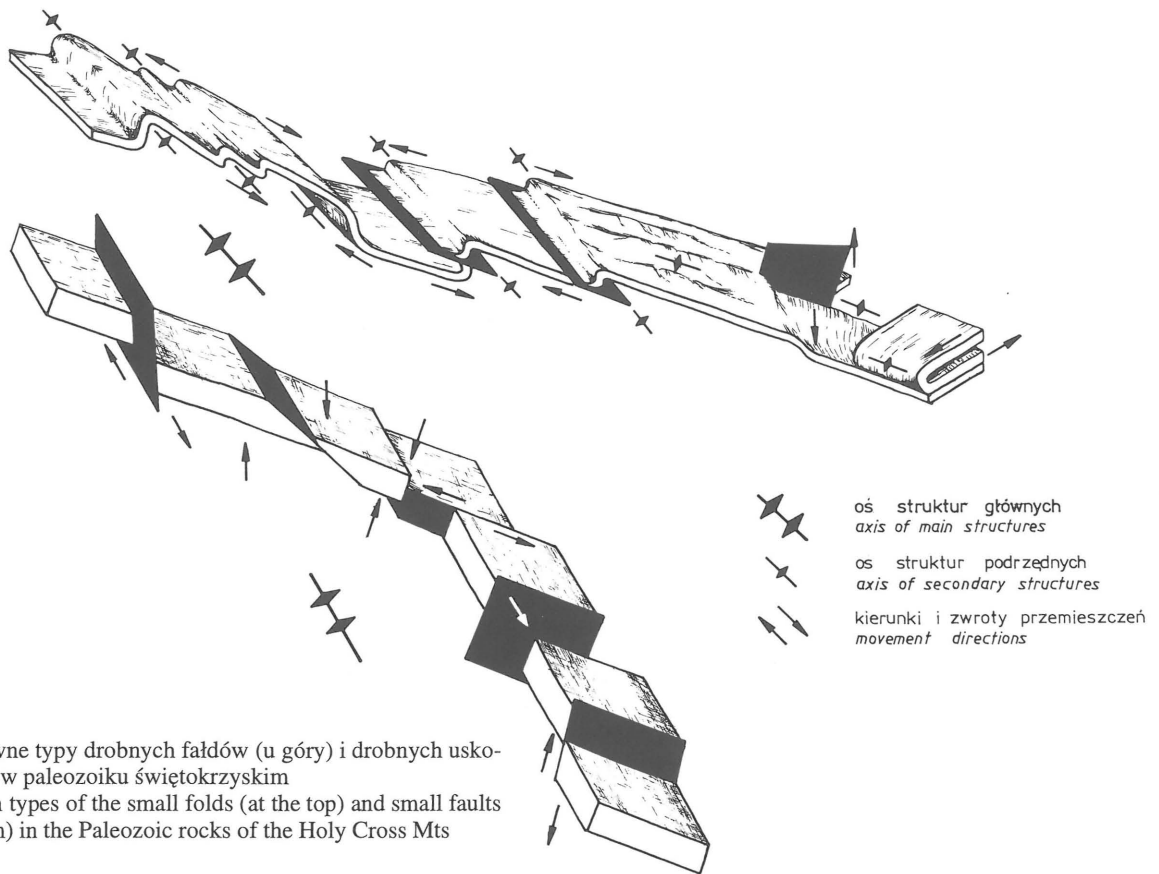 oś struktur głównych
axis of main structures
os struktur podrzędnych
axis of secondary structures
kierunki i zwroty przemieszczeń
movement directions
wne typy drobnych fałdów (u góry) i drobnych usko-
w paleozoiku świętokrzyskim
types of the small folds (at the top) and small faults
in the Paleozoic rocks of the Holy Cross Mts